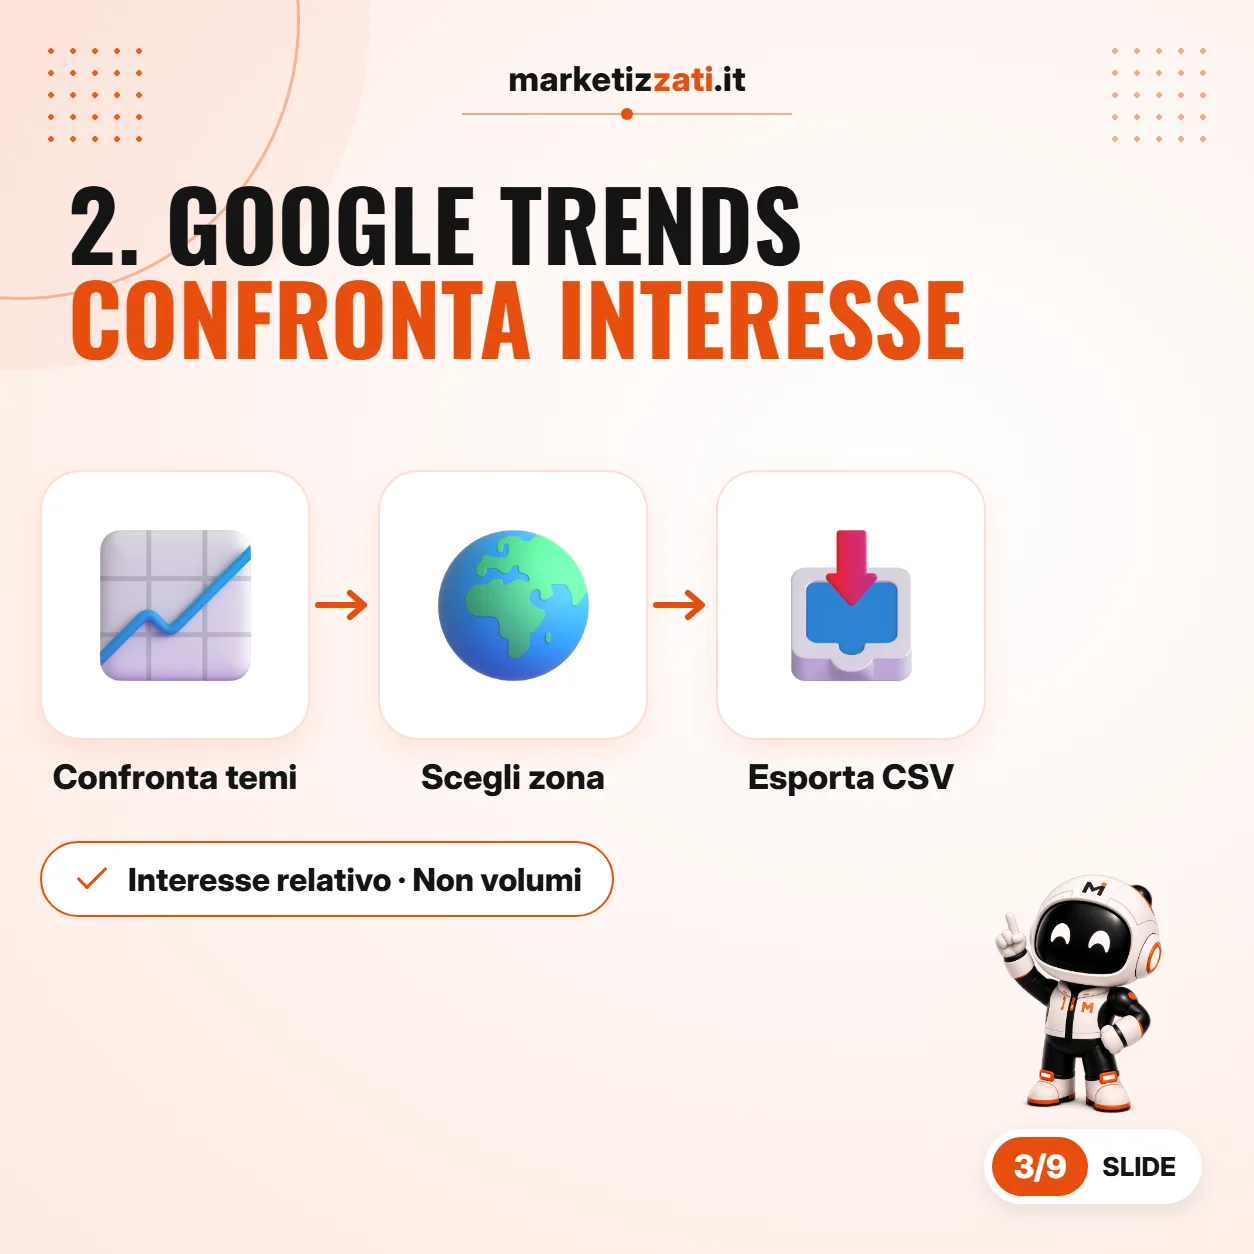 marketizzati.it
2. GOOGLE TRENDS
CONFRONTA INTERESSE
Confronta temi
Scegli zona
Esporta CSV
Interesse relativo · Non volumi
M
M
3/9 SLIDE